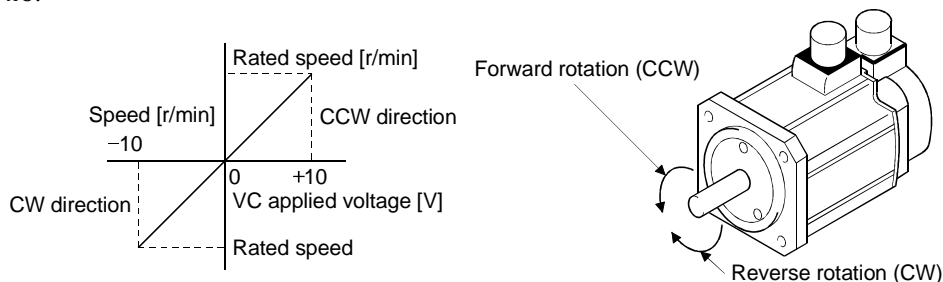 Rated speed [r/min]
Speed [r/min]
−10
CCW direction
0
+10
CW direction
VC applied voltage [V]
Rated speed
Forward rotation (CCW)
Reverse rotation (CW)